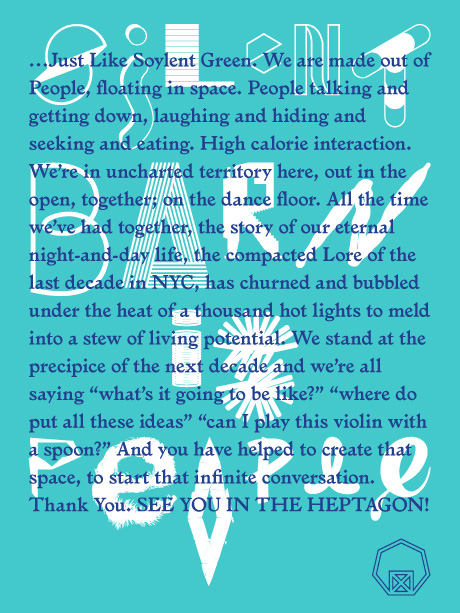 SILENT
BARN
is
PeoPLe
…Just Like Soylent Green. We are made out of
People, floating in space. People talking and
getting down, laughing and hiding and
seeking and eating. High calorie interaction.
We’re in uncharted territory here, out in the
open, together; on the dance floor. All the time
we’ve had together, the story of our eternal
night-and-day life, the compacted Lore of the
last decade in NYC, has churned and bubbled
under the heat of a thousand hot lights to meld
into a stew of living potential. We stand at the
precipice of the next decade and we’re all
saying “what’s it going to be like?” “where do
put all these ideas” “can I play this violin with
a spoon?” And you have helped to create that
space, to start that infinite conversation.
Thank You. SEE YOU IN THE HEPTAGON!